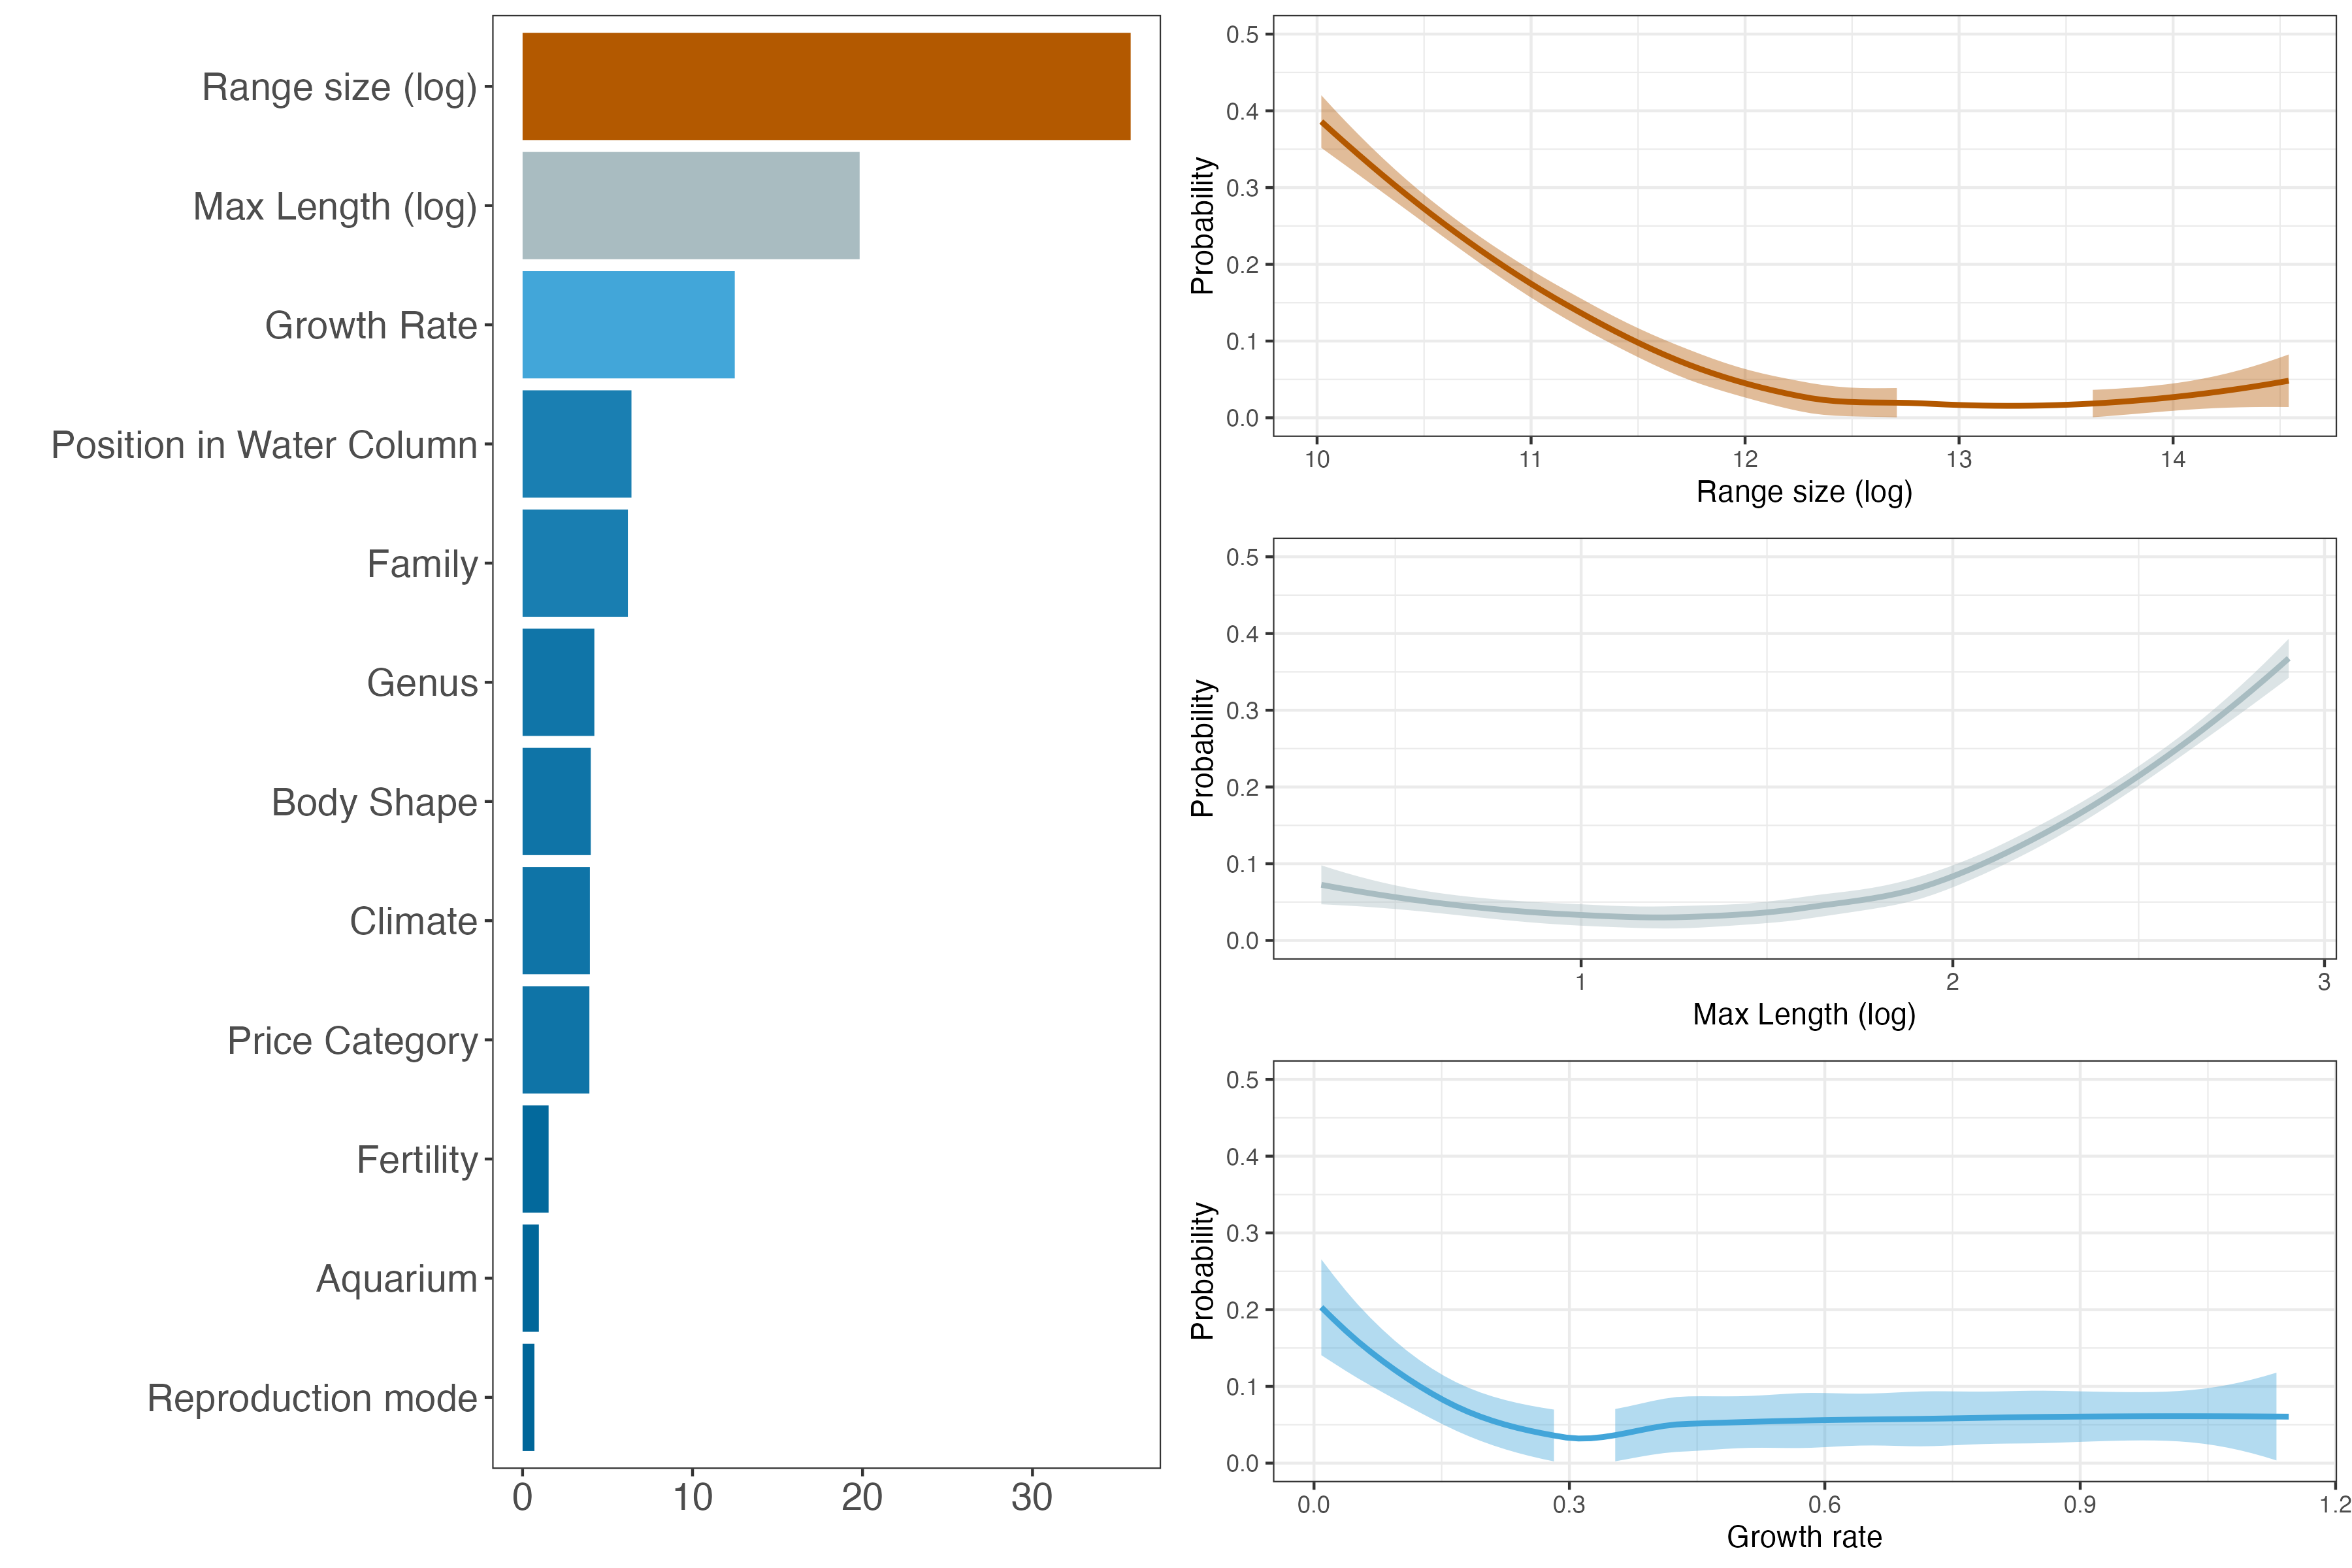 Range size (log)
Max Length (log)
Growth Rate
Position in Water Column
Family
Genus
Body Shape
Climate
Price Category
Fertility
Aquarium
Reproduction mode
0 10 20 30
Probability
0.5
0.4
0.3
0.2
0.1
0.0
10 11 12 13 14
Range size (log)
Probability
0.5
0.4
0.3
0.2
0.1
0.0
1 2 3
Max Length (log)
Probability
0.5
0.4
0.3
0.2
0.1
0.0
0.0 0.3 0.6 0.9 1.2
Growth rate